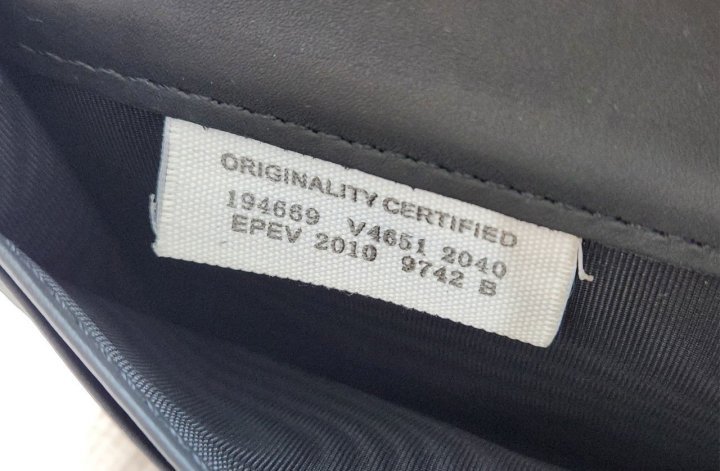 ORIGINALITY CERTIFIED
194669 V4651 2040
EPEV 2010 9742 B